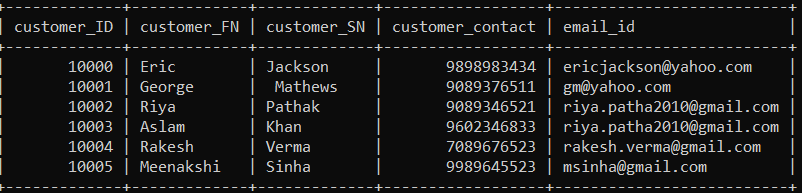 +-------------+-------------+-------------+------------------+--------------------------+
| customer_ID | customer_FN | customer_SN | customer_contact | email_id                 |
+-------------+-------------+-------------+------------------+--------------------------+
|       10000 | Eric        | Jackson     |       9898983434 | ericjackson@yahoo.com    |
|       10001 | George      |  Mathews    |       9089376511 | gm@yahoo.com             |
|       10002 | Riya        | Pathak      |       9089346521 | riya.patha2010@gmail.com |
|       10003 | Aslam       | Khan        |       9602346833 | riya.patha2010@gmail.com |
|       10004 | Rakesh      | Verma       |       7089676523 | rakesh.verma@gmail.com   |
|       10005 | Meenakshi   | Sinha       |       9989645523 | msinha@gmail.com         |
+-------------+-------------+-------------+------------------+--------------------------+